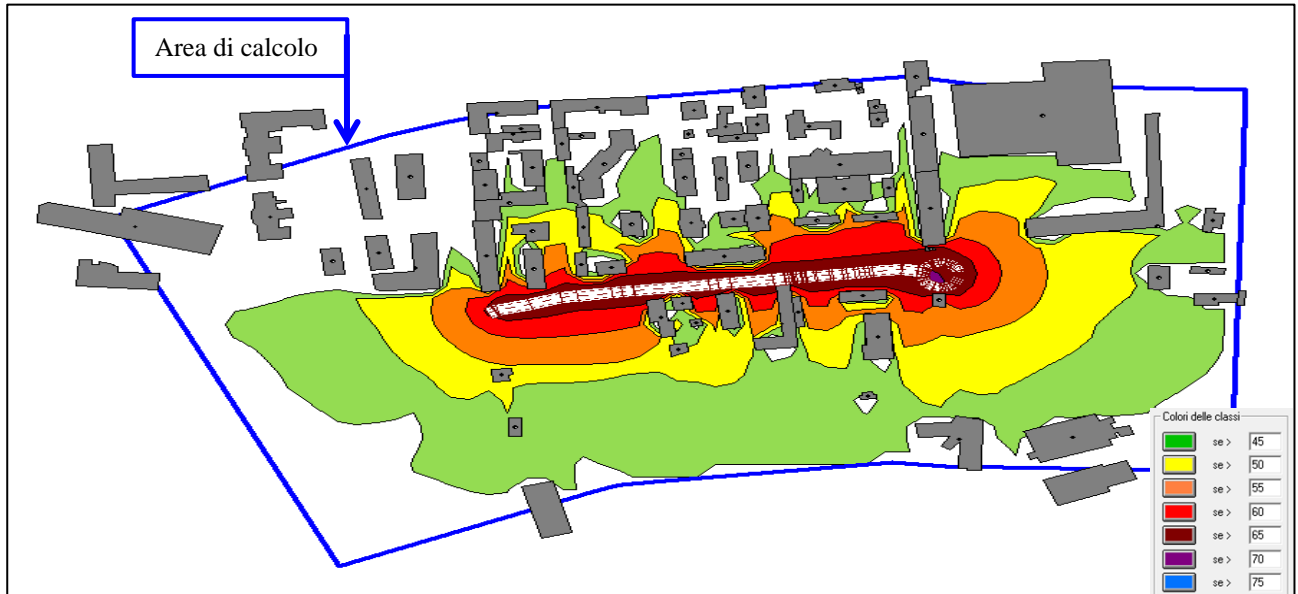 Area di calcolo
Colori delle classi
se > 45
se > 50
se > 55
se > 60
se > 65
se > 70
se > 75